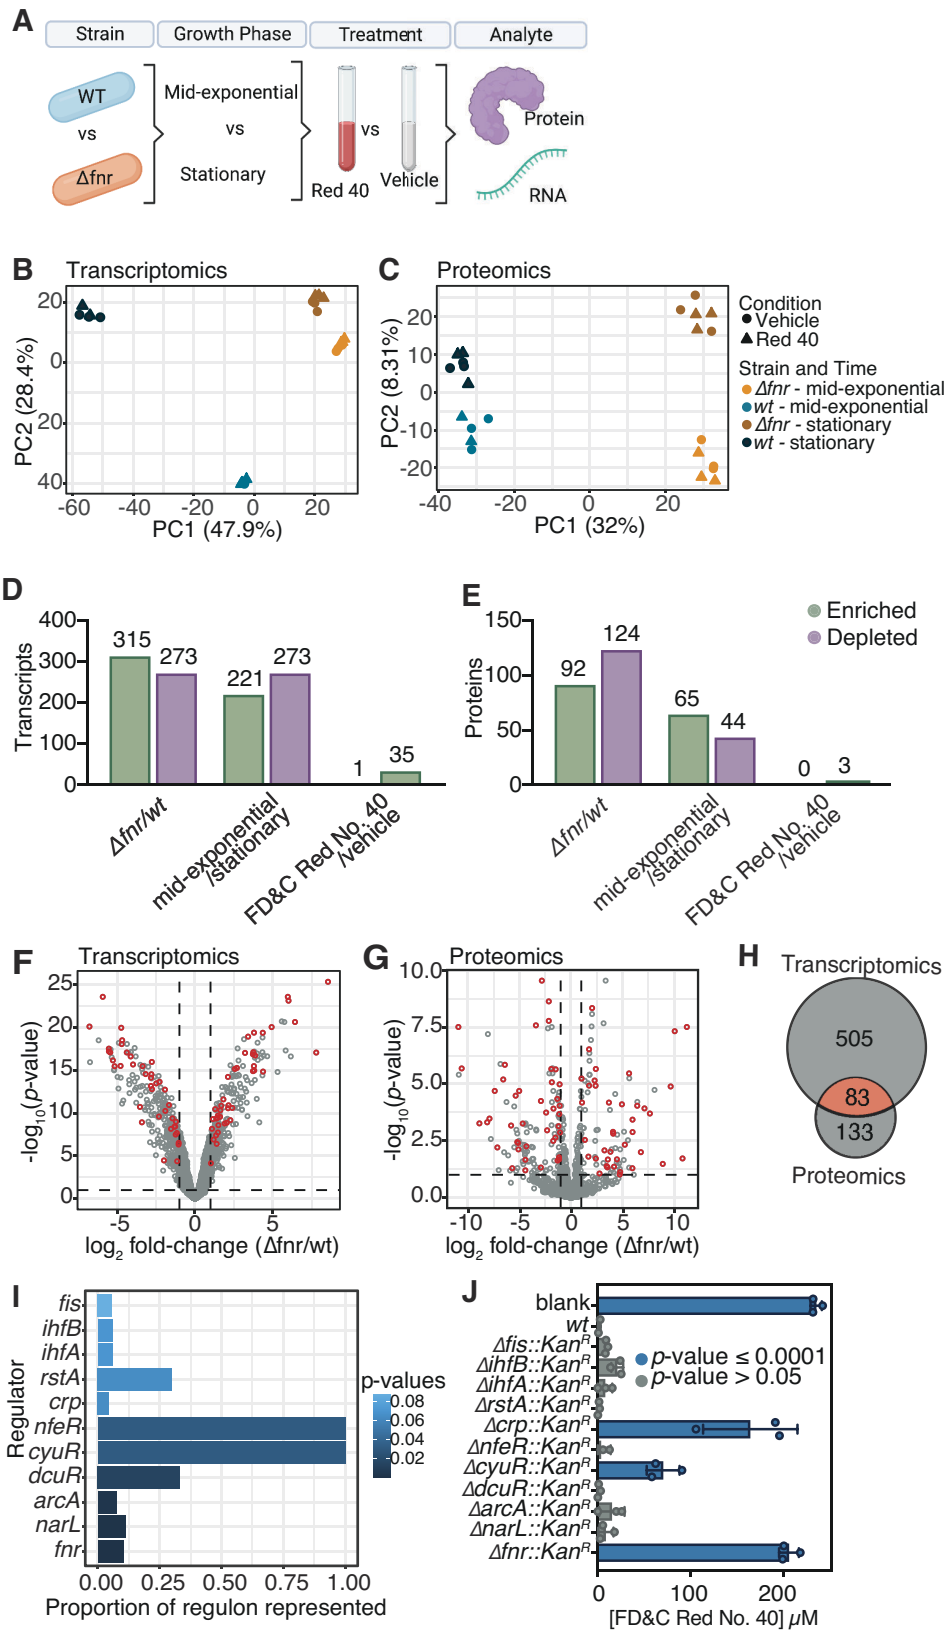 A
Strain
Growth Phase
Treatment
Analyte
WT
vs
Δfnr
Mid-exponential
vs
Stationary
vs
Red 40
Vehicle
Protein
RNA
B
Transcriptomics
20
0
20
40
PC2 (28.4%)
-60
-40
-20
0
20
PC1 (47.9%)
C
Proteomics
20
10
0
-10
-20
PC2 (8.31%)
-40
-20
0
20
PC1 (32%)
Condition
Vehicle
Red 40
Strain and Time
Δfnr - mid-exponential
wt - mid-exponential
Δfnr - stationary
wt - stationary
D
Transcripts
400
300
200
100
0
315
273
221
273
1
35
Δfnr/wt
mid-exponential
/stationary
FD&C Red No. 40
/vehicle
E
Proteins
150
100
50
0
92
124
65
44
0
3
Δfnr/wt
mid-exponential
/stationary
FD&C Red No. 40
/vehicle
Enriched
Depleted
F
Transcriptomics
-log10(p-value)
25
20
15
10
5
0
-5
0
5
log2 fold-change (Δfnr/wt)
G
Proteomics
-log10(p-value)
10.0
7.5
5.0
2.5
0.0
-10
-5
0
5
10
log2 fold-change (Δfnr/wt)
H
Transcriptomics
505
83
133
Proteomics
I
Regulator
fis
ihfB
ihfA
rstA
crp
nfeR
cyuR
dcuR
arcA
narL
fnr
0.00
0.25
0.50
0.75
1.00
Proportion of regulon represented
p-values
0.08
0.06
0.04
0.02
J
blank
wt
Δfis::KanR
ΔihfB::KanR
ΔihfA::KanR
ΔrstA::KanR
Δcrp::KanR
ΔnfeR::KanR
ΔcyuR::KanR
ΔdcuR::KanR
ΔarcA::KanR
ΔnarL::KanR
Δfnr::KanR
p-value ≤ 0.0001
p-value > 0.05
0
100
200
[FD&C Red No. 40] µM